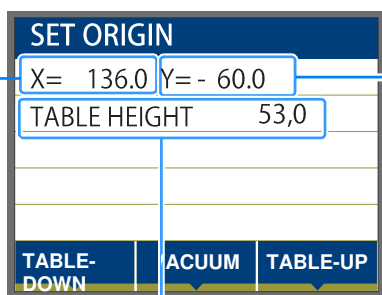 SET ORIGIN
X= 136.0 Y= - 60.0
TABLE HEIGHT 53,0
TABLE-DOWN ACUUM TABLE-UP